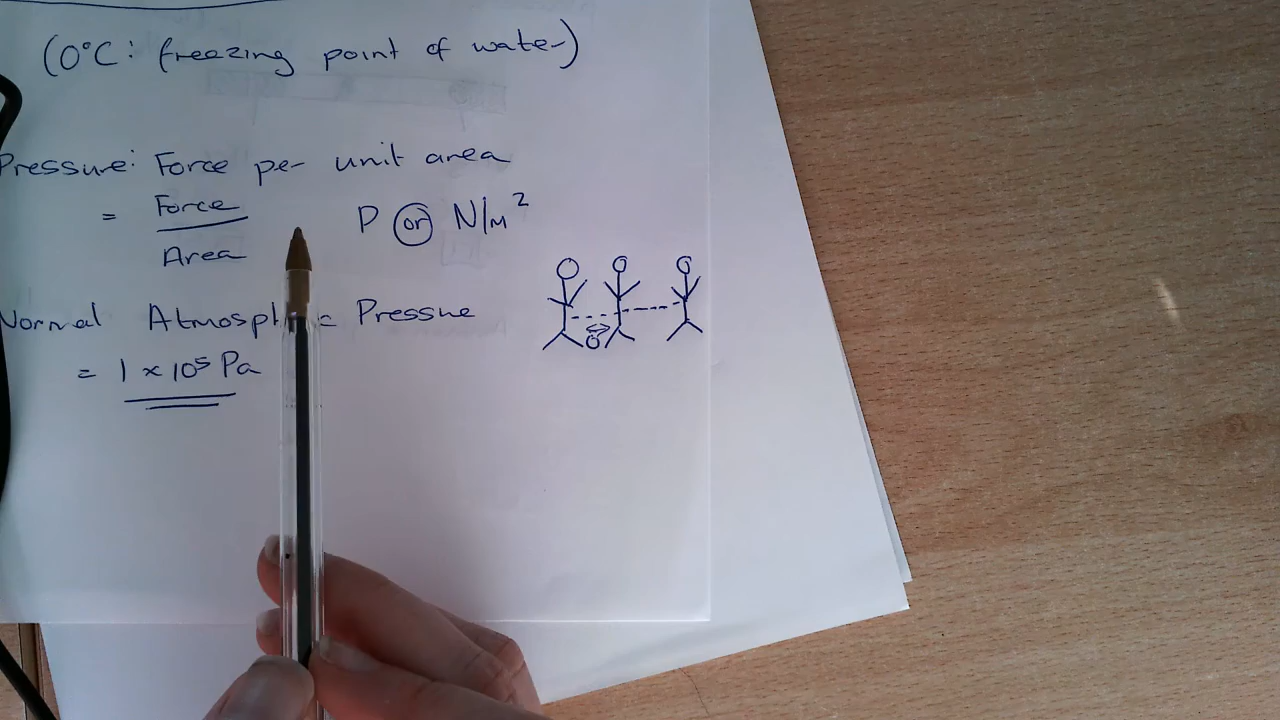 (0°C: freezing point of water)
Pressure: Force per unit area
= Force
Area
P or N/m²
Normal Pressure
= 1 × 10⁵ Pa